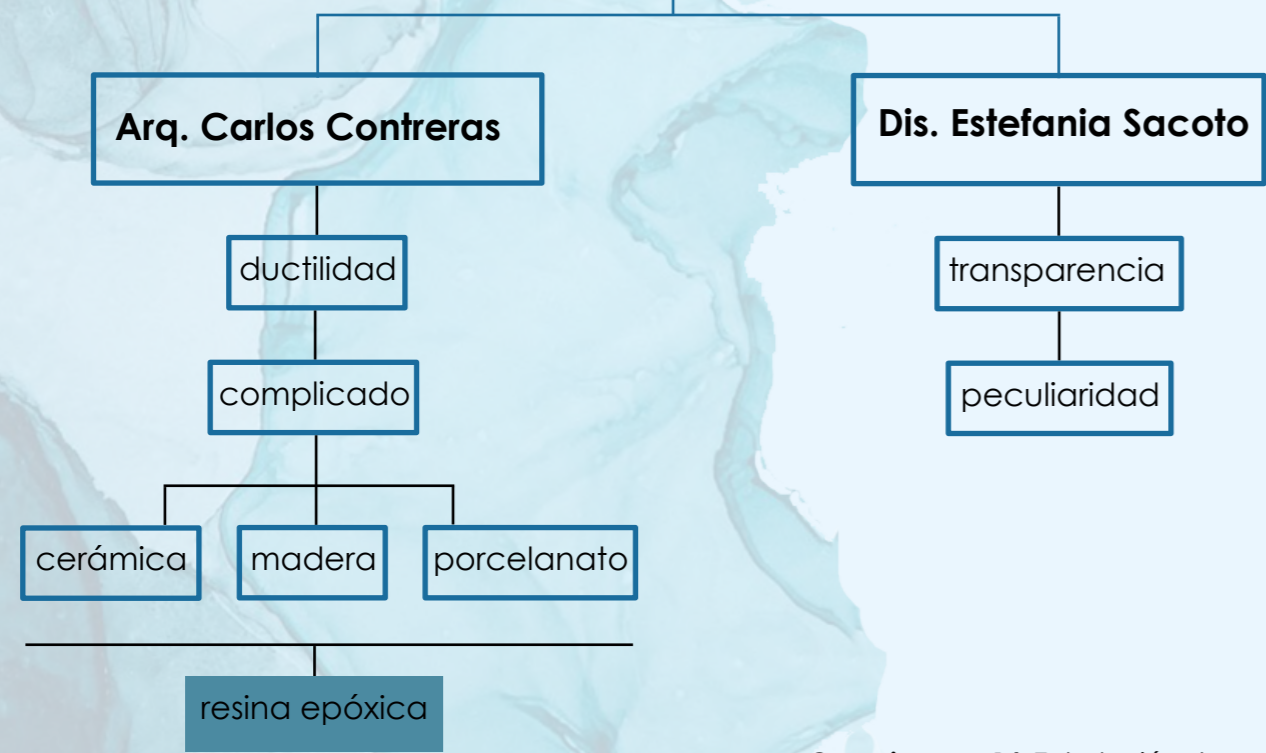 Arq. Carlos Contreras
Dis. Estefania Sacoto
ductilidad
transparencia
complicado
peculiaridad
cerámica
madera
porcelanato
resina epóxica